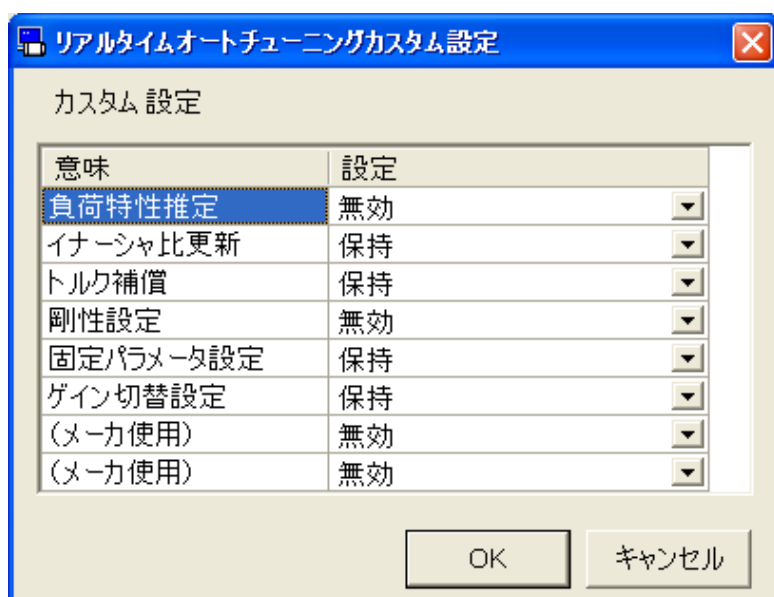 リアルタイムオートチューニングカスタム設定
カスタム 設定
意味 設定
負荷特性推定 無効
イナーシャ比更新 保持
トルク補償 保持
剛性設定 無効
固定パラメータ設定 保持
ゲイン切替設定 保持
(メーカ使用) 無効
(メーカ使用) 無効
OK キャンセル